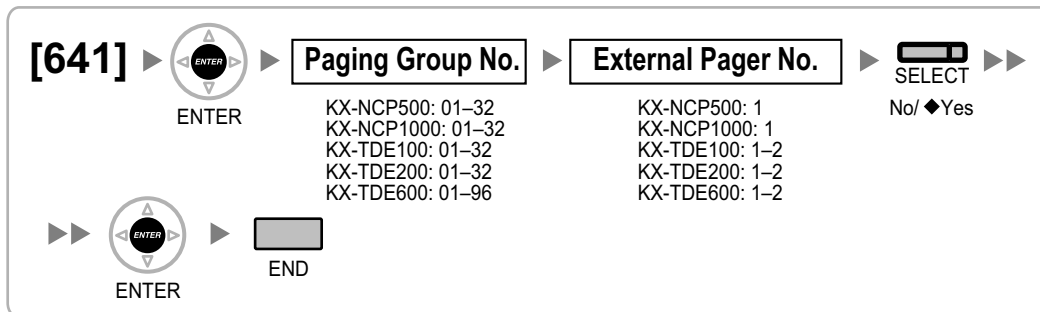 [641] ENTER Paging Group No. External Pager No. SELECT
ENTER
No/ ◆Yes
KX-NCP500: 01–32 KX-NCP500: 1
KX-NCP1000: 01–32 KX-NCP1000: 1
KX-TDE100: 01–32 KX-TDE100: 1–2
KX-TDE200: 01–32 KX-TDE200: 1–2
KX-TDE600: 01–96 KX-TDE600: 1–2
ENTER
ENTER
END